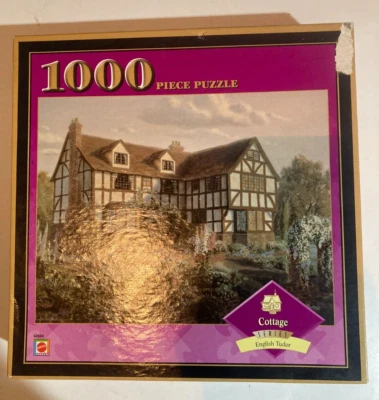 1000
PIECE PUZZLE
Cottage
SERIES
English Tudor